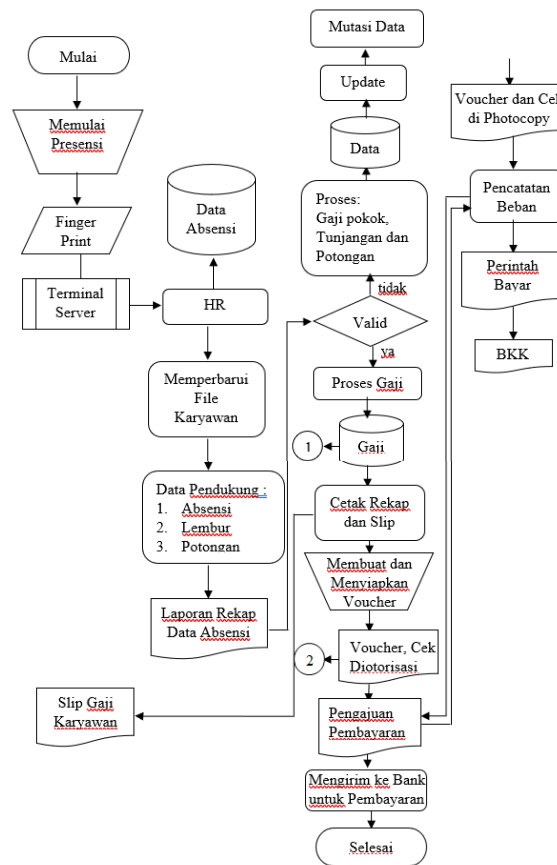 Mulai
Memulai
Presensi
Finger
Print
Terminal
Server
Data
Absensi
HR
Memperbarui
File
Karyawan
Data Pendukung :
1. Absensi
2. Lembur
3. Potongan
Laporan Rekap
Data Absensi
Slip Gaji
Karyawan
Mutasi Data
Update
Data
Proses:
Gaji pokok,
Tunjangan dan
Potongan
tidak
Valid
ya
Proses Gaji
1
Gaji
Cetak Rekap
dan Slip
Membuat dan
Menyiapkan
Voucher
2
Voucher, Cek
Diotorisasi
Pengajuan
Pembayaran
Mengirim ke Bank
untuk Pembayaran
Selesai
Voucher dan Cek
di Photocopy
Pencatatan
Beban
Perintah
Bayar
BKK